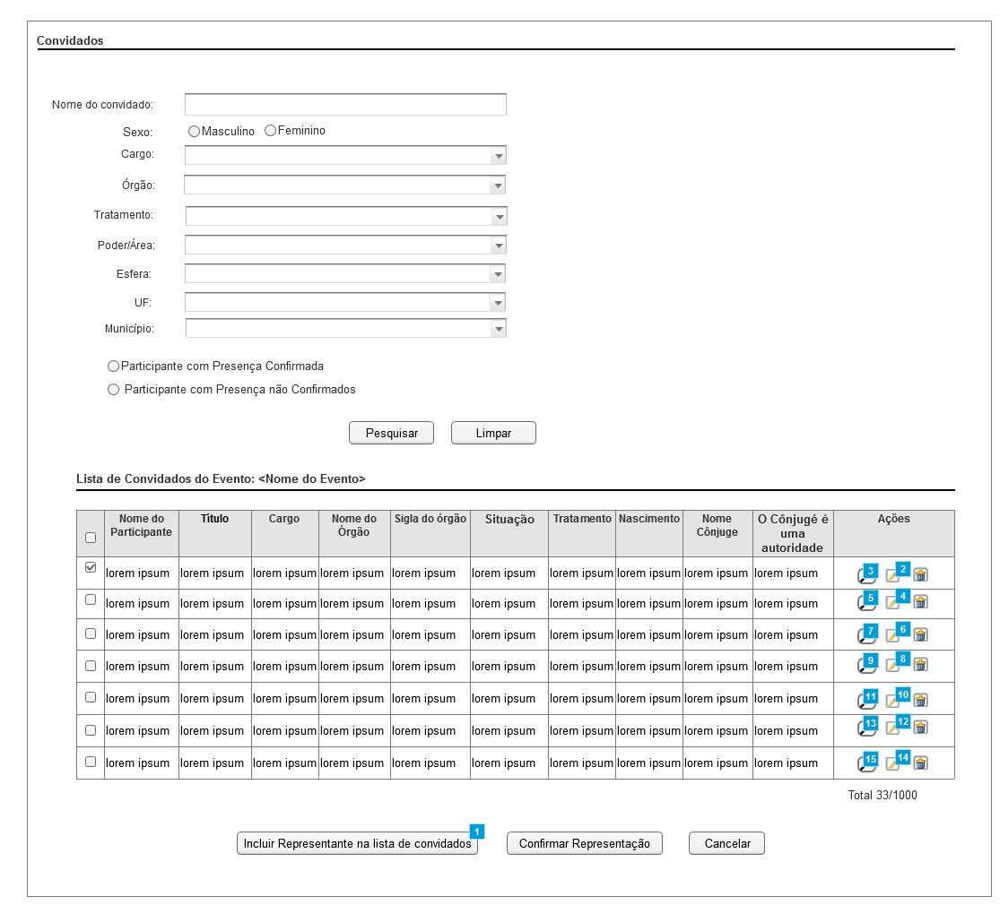 Convidados
Nome do convidado:
Sexo: Masculino Feminino
Cargo:
Órgão:
Tratamento:
Poder/Área:
Esfera:
UF:
Município:
Participante com Presença Confirmada
Participante com Presença não Confirmados
Pesquisar Limpar
Lista de Convidados do Evento: <Nome do Evento>
Nome do Participante Título Cargo Nome do Órgão Sigla do órgão Situação Tratamento Nascimento Nome Cônjuge O Cônjugé é uma autoridade Ações
lorem ipsum lorem ipsum lorem ipsum lorem ipsum lorem ipsum lorem ipsum lorem ipsum lorem ipsum lorem ipsum lorem ipsum 3 2
lorem ipsum lorem ipsum lorem ipsum lorem ipsum lorem ipsum lorem ipsum lorem ipsum lorem ipsum lorem ipsum lorem ipsum 5 4
lorem ipsum lorem ipsum lorem ipsum lorem ipsum lorem ipsum lorem ipsum lorem ipsum lorem ipsum lorem ipsum lorem ipsum 7 6
lorem ipsum lorem ipsum lorem ipsum lorem ipsum lorem ipsum lorem ipsum lorem ipsum lorem ipsum lorem ipsum lorem ipsum 9 8
lorem ipsum lorem ipsum lorem ipsum lorem ipsum lorem ipsum lorem ipsum lorem ipsum lorem ipsum lorem ipsum lorem ipsum 11 10
lorem ipsum lorem ipsum lorem ipsum lorem ipsum lorem ipsum lorem ipsum lorem ipsum lorem ipsum lorem ipsum lorem ipsum 13 12
lorem ipsum lorem ipsum lorem ipsum lorem ipsum lorem ipsum lorem ipsum lorem ipsum lorem ipsum lorem ipsum lorem ipsum 15 14
Total 33/1000
Incluir Representante na lista de convidados 1 Confirmar Representação Cancelar